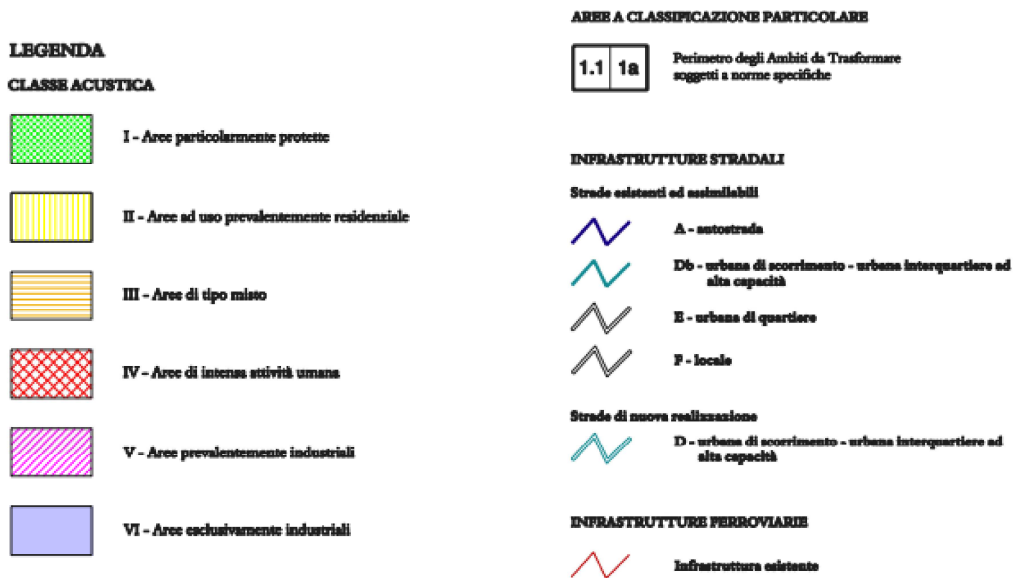 LEGENDA
CLASSE ACUSTICA
I - Aree particolarmente protette
II - Aree ad uso prevalentemente residenziale
III - Aree di tipo misto
IV - Aree di intensa attività umana
V - Aree prevalentemente industriali
VI - Aree esclusivamente industriali
AREE A CLASSIFICAZIONE PARTICOLARE
1.1 1a
Perimetro degli Ambiti da Trasformare
soggetti a norme specifiche
INFRASTRUTTURE STRADALI
Strade esistenti ed assimilabili
A - autostrada
Db - urbana di scorrimento - urbana interquartiere ad
alta capacità
E - urbana di quartiere
F - locale
Strade di nuova realizzazione
D - urbana di scorrimento - urbana interquartiere ad
alta capacità
INFRASTRUTTURE FERROVIARIE
Infrastruttura esistente